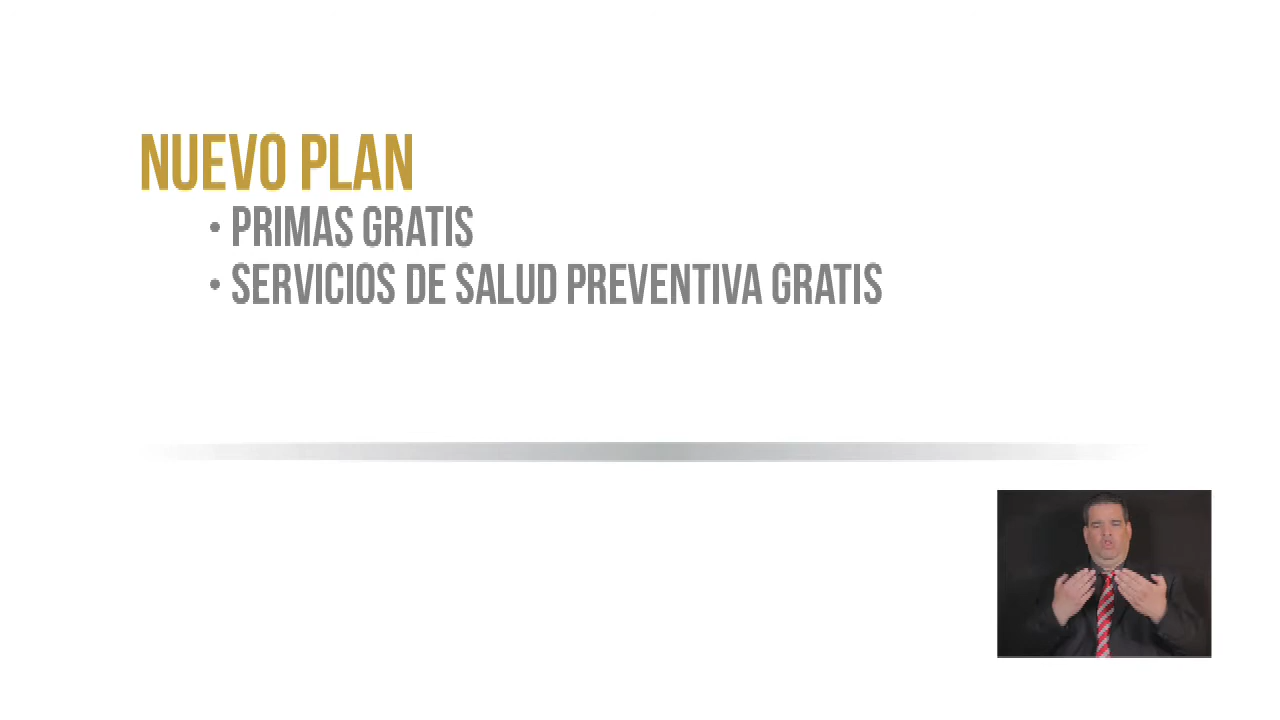 NUEVO PLAN
• PRIMAS GRATIS
• SERVICIOS DE SALUD PREVENTIVA GRATIS